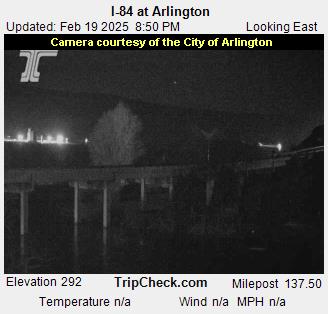 I-84 at Arlington
Updated: Feb 19 2025 8:50 PM Looking East
Camera courtesy of the City of Arlington
Elevation 292 TripCheck.com Milepost 137.50
Temperature n/a Wind n/a MPH n/a